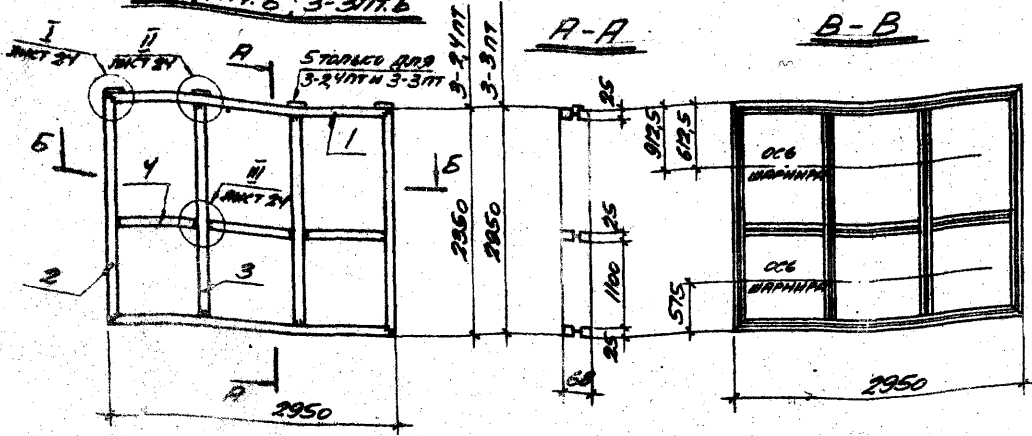 3-3ПТ.б
I
ЛИСТ 24
II
ЛИСТ 24
А
5 только для
3-2,4ПТ и 3-3ПТ
3-2,4ПТ
3-3ПТ
А-А
В-В
Б
Б
1
4
III
ЛИСТ 24
2
3
А
2950
2350
2950
25
25
1100
25
68
912,5
612,5
575
ось
шарнира
ось
шарнира
2950